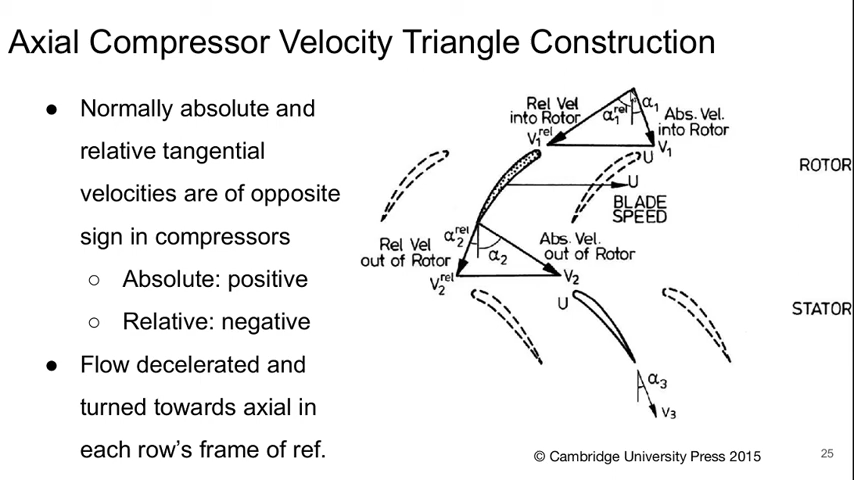 Axial Compressor Velocity Triangle Construction
● Normally absolute and
relative tangential
velocities are of opposite
sign in compressors
○ Absolute: positive
○ Relative: negative
● Flow decelerated and
turned towards axial in
each row's frame of ref.
Rel Vel
into Rotor
V₁ʳᵉˡ
α₁ʳᵉˡ
α₁
Abs. Vel.
into Rotor
V₁
U
ROTOR
U
BLADE
SPEED
Rel Vel
out of Rotor
α₂ʳᵉˡ
α₂
Abs. Vel.
out of Rotor
V₂ʳᵉˡ
V₂
U
STATOR
α₃
V₃
© Cambridge University Press 2015
25